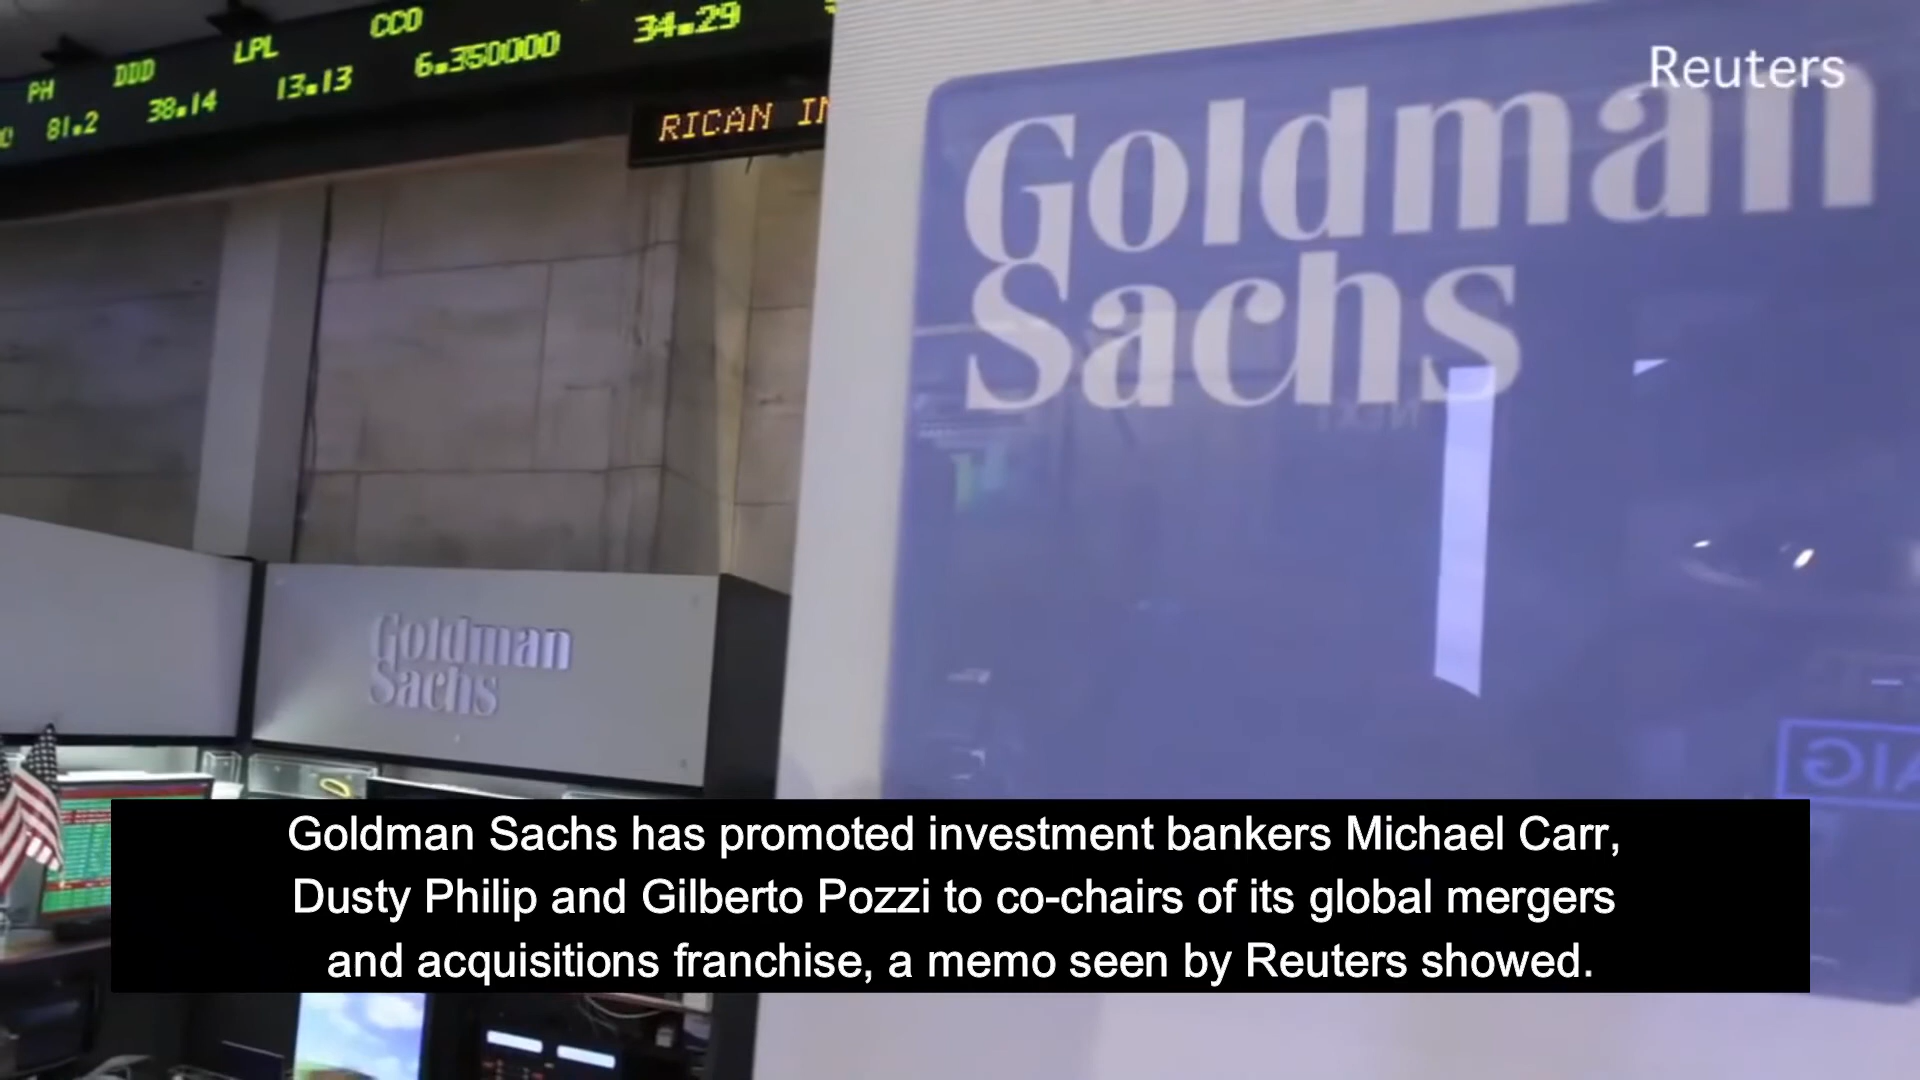 CCO
LPL
DDD
PH
34.29
6.350000
13.13
38.14
81.2
RICAN IN
Reuters
Goldman
Sachs
Goldman
Sachs
AIG
Goldman Sachs has promoted investment bankers Michael Carr,
Dusty Philip and Gilberto Pozzi to co-chairs of its global mergers
and acquisitions franchise, a memo seen by Reuters showed.